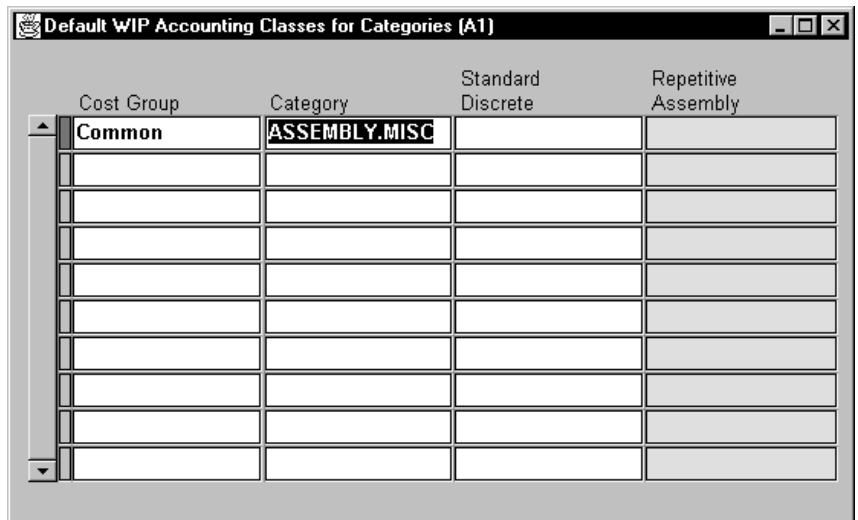 Default WIP Accounting Classes for Categories (A1)
Standard Repetitive
Cost Group Category Discrete Assembly
Common ASSEMBLY.MISC